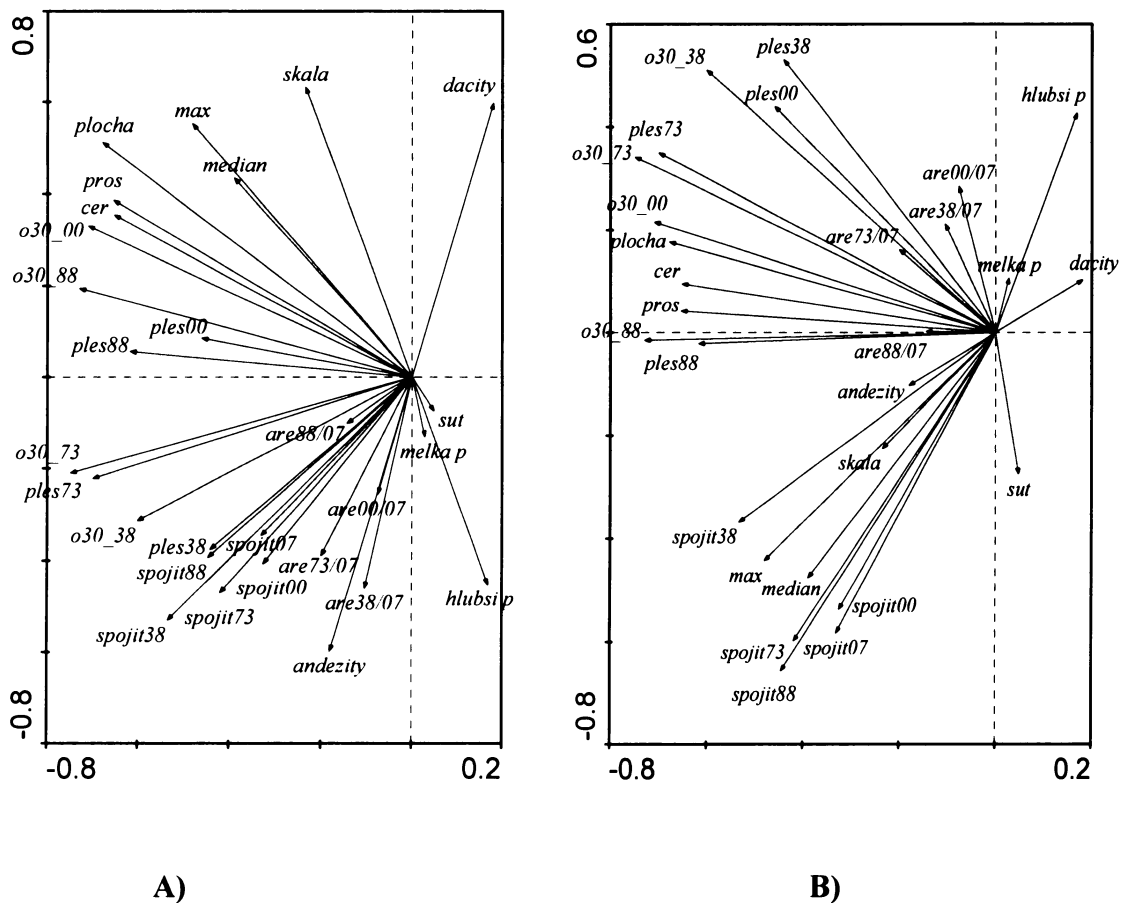 0.8
skala
dacity
max
plocha
median
pros
cer
o30_00
o30_88
ples00
ples88
sut
are88/07
melka p
o30_73
ples73
are00/07
o30_38
ples38
spojit07
spojit88
are73/07
spojit00
are38/07
hlubsi p
spojit73
spojit38
andezity
-0.8
-0.8
0.2
A)
0.6
ples38
o30_38
ples00
hlubsi p
ples73
o30_73
are00/07
o30_00
are38/07
plocha
are73/07
melka p
dacity
cer
pros
o30_88
are88/07
ples88
andezity
skala
sut
spojit38
max
median
spojit00
spojit73
spojit07
spojit88
-0.8
-0.8
0.2
B)